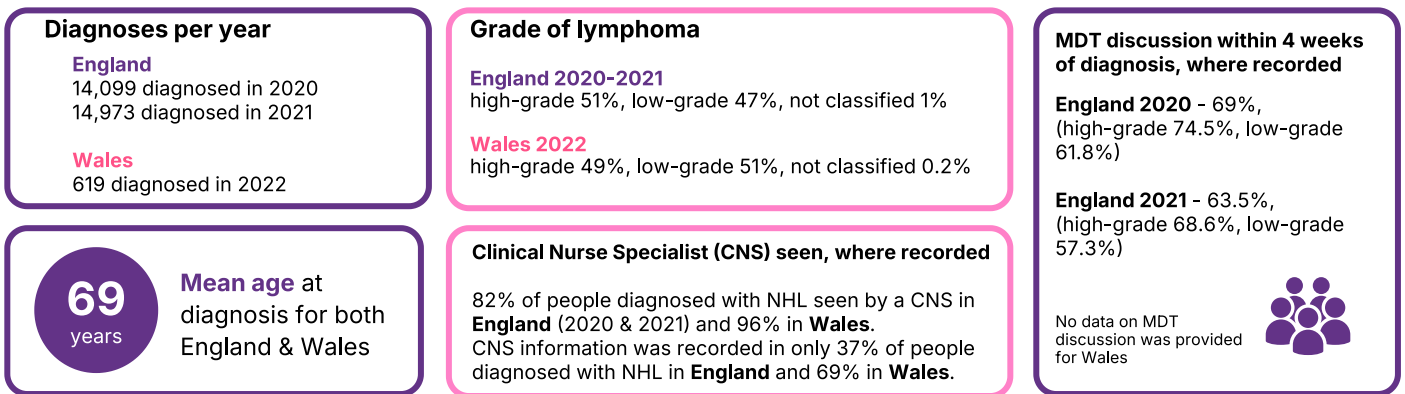 Diagnoses per year
England
14,099 diagnosed in 2020
14,973 diagnosed in 2021
Wales
619 diagnosed in 2022
Grade of lymphoma
England 2020-2021
high-grade 51%, low-grade 47%, not classified 1%
Wales 2022
high-grade 49%, low-grade 51%, not classified 0.2%
MDT discussion within 4 weeks
of diagnosis, where recorded
England 2020 - 69%,
(high-grade 74.5%, low-grade
61.8%)
England 2021 - 63.5%,
(high-grade 68.6%, low-grade
57.3%)
No data on MDT
discussion was provided
for Wales
69
years
Mean age at
diagnosis for both
England & Wales
Clinical Nurse Specialist (CNS) seen, where recorded
82% of people diagnosed with NHL seen by a CNS in
England (2020 & 2021) and 96% in Wales.
CNS information was recorded in only 37% of people
diagnosed with NHL in England and 69% in Wales.